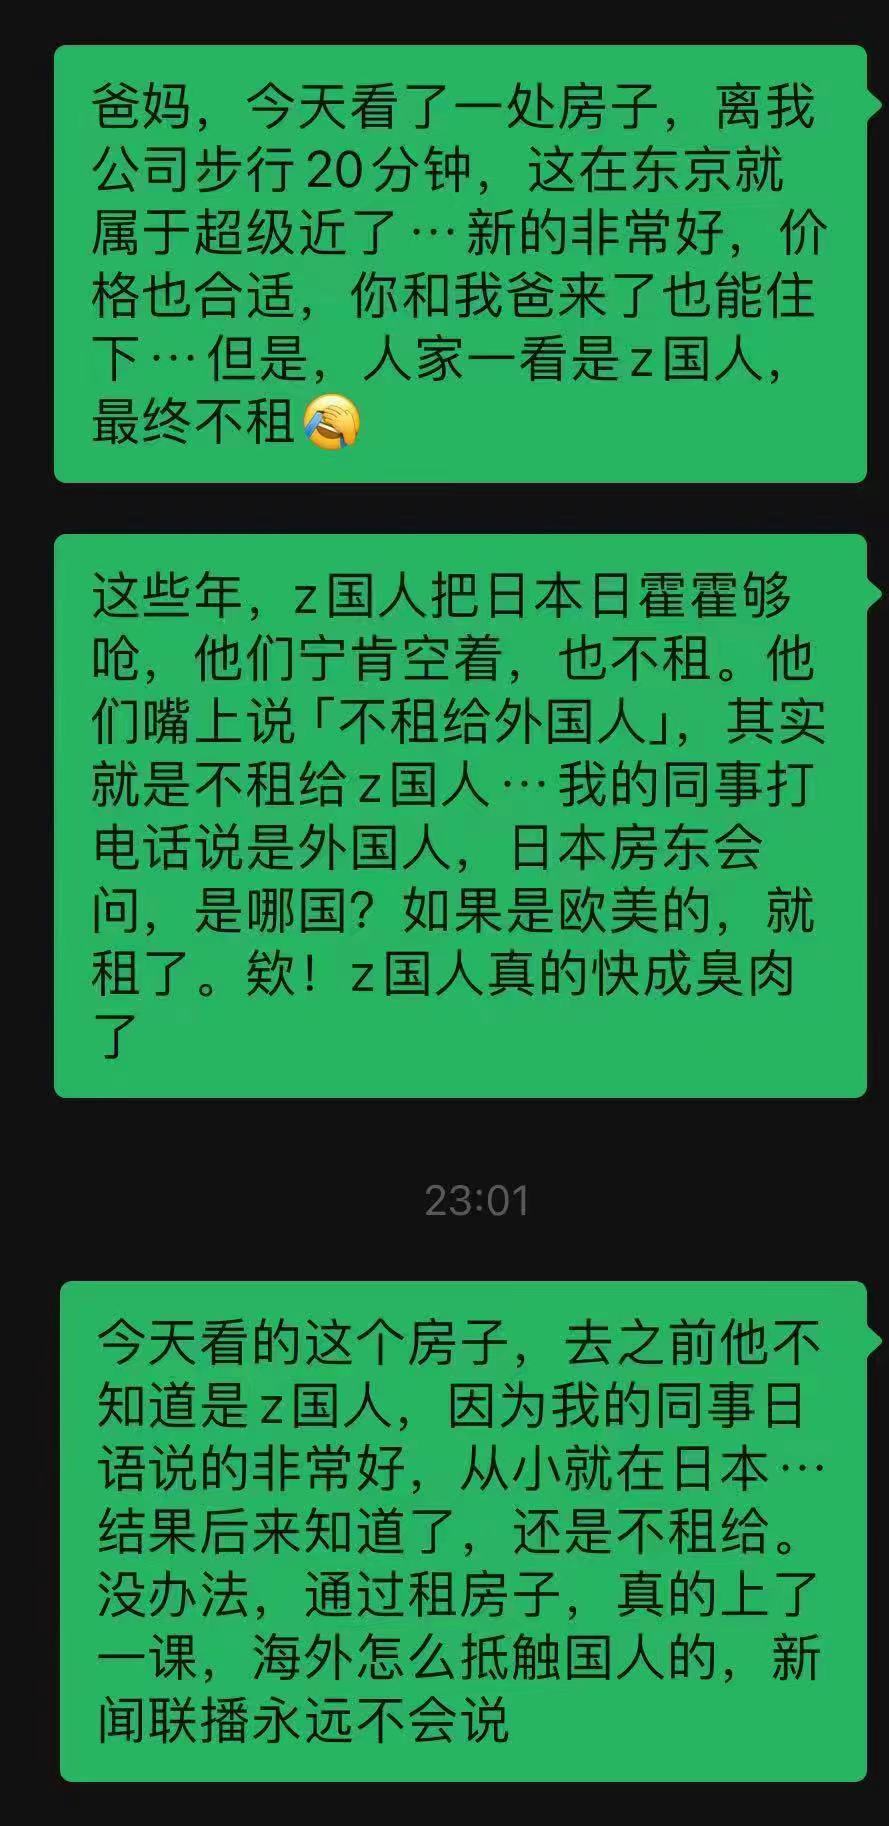 爸妈，今天看了一处房子，离我
公司步行20分钟，这在东京就
属于超级近了…新的非常好，价
格也合适，你和我爸来了也能住
下…但是，人家一看是z国人，
最终不租🤦
这些年，z国人把日本日霍霍够
呛，他们宁肯空着，也不租。他
们嘴上说「不租给外国人」，其实
就是不租给z国人…我的同事打
电话说是外国人，日本房东会
问，是哪国？如果是欧美的，就
租了。欸！z国人真的快成臭肉
了
23:01
今天看的这个房子，去之前他不
知道是z国人，因为我的同事日
语说的非常好，从小就在日本…
结果后来知道了，还是不租给。
没办法，通过租房子，真的上了
一课，海外怎么抵触国人的，新
闻联播永远不会说